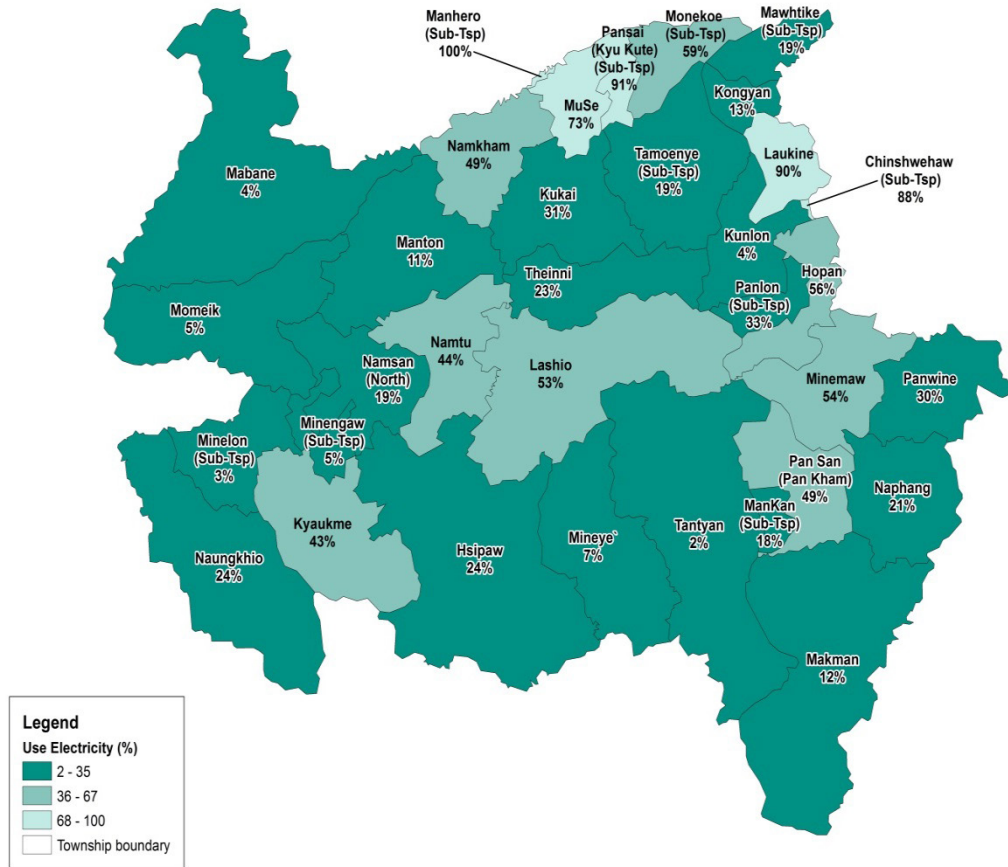 Manhero
(Sub-Tsp)
100%
Pansai
(Kyu Kute)
(Sub-Tsp)
91%
Monekoe
(Sub-Tsp)
59%
Mawhtike
(Sub-Tsp)
19%
Kongyan
13%
MuSe
73%
Namkham
49%
Tamoenye
(Sub-Tsp)
19%
Laukine
90%
Chinshwehaw
(Sub-Tsp)
88%
Mabane
4%
Kukai
31%
Manton
11%
Kunlon
4%
Hopan
56%
Theinni
23%
Panlon
(Sub-Tsp)
33%
Momeik
5%
Namtu
44%
Namsan
(North)
19%
Lashio
53%
Minemaw
54%
Panwine
30%
Minengaw
(Sub-Tsp)
5%
Minelon
(Sub-Tsp)
3%
Pan San
(Pan Kham)
49%
Naphang
21%
ManKan
(Sub-Tsp)
18%
Kyaukme
43%
Naungkhio
24%
Hsipaw
24%
Mineye`
7%
Tantyan
2%
Makman
12%
Legend
Use Electricity (%)
2 - 35
36 - 67
68 - 100
Township boundary